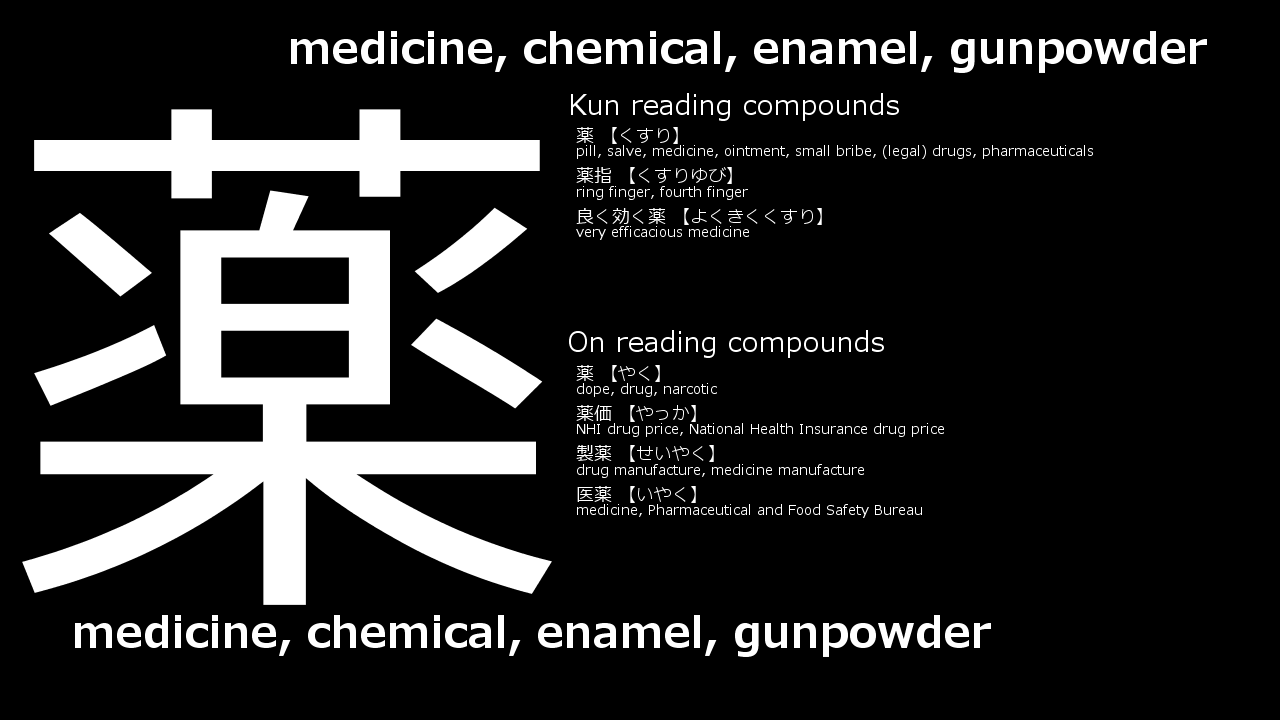 medicine, chemical, enamel, gunpowder
薬
Kun reading compounds
薬 【くすり】
pill, salve, medicine, ointment, small bribe, (legal) drugs, pharmaceuticals
薬指 【くすりゆび】
ring finger, fourth finger
良く効く薬 【よくきくくすり】
very efficacious medicine
On reading compounds
薬 【やく】
dope, drug, narcotic
薬価 【やっか】
NHI drug price, National Health Insurance drug price
製薬 【せいやく】
drug manufacture, medicine manufacture
医薬 【いやく】
medicine, Pharmaceutical and Food Safety Bureau
medicine, chemical, enamel, gunpowder